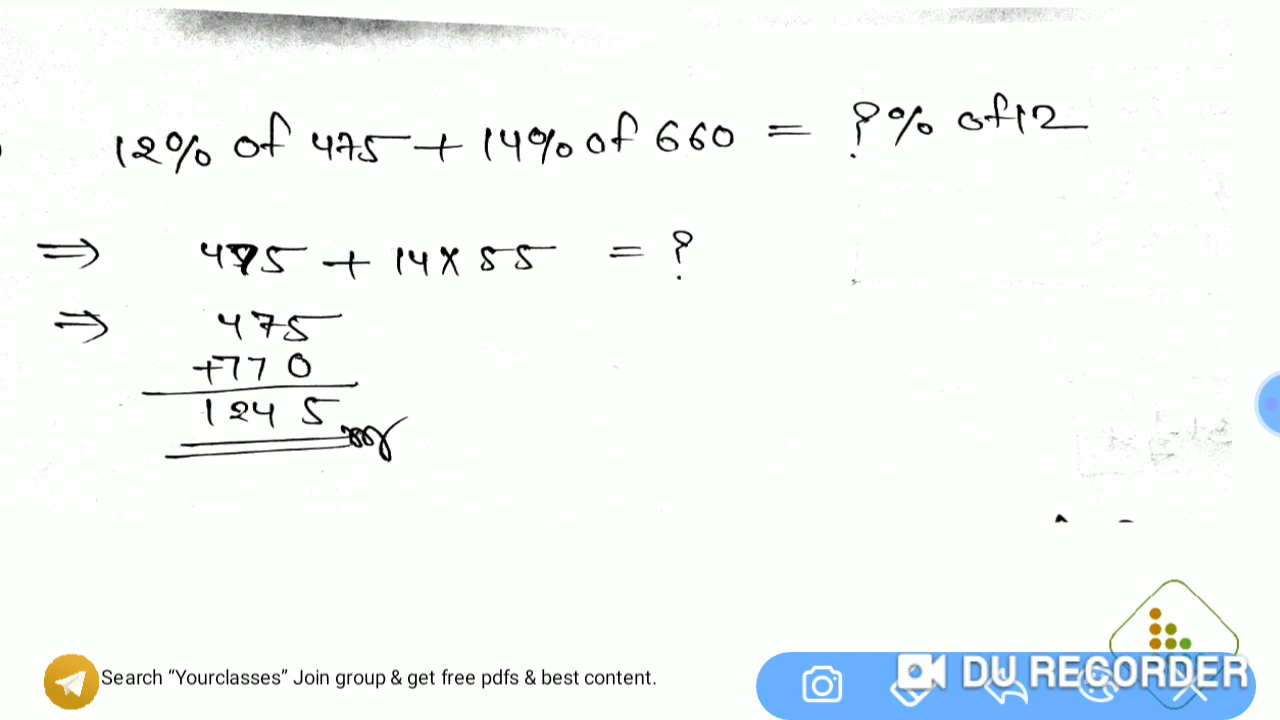 12% of 475 + 14% of 660 = ?% of 12
⇒ 475 + 14 × 55 = ?
⇒ 475
+770
1245
Search “Yourclasses” Join group & get free pdfs & best content.
DU RECORDER